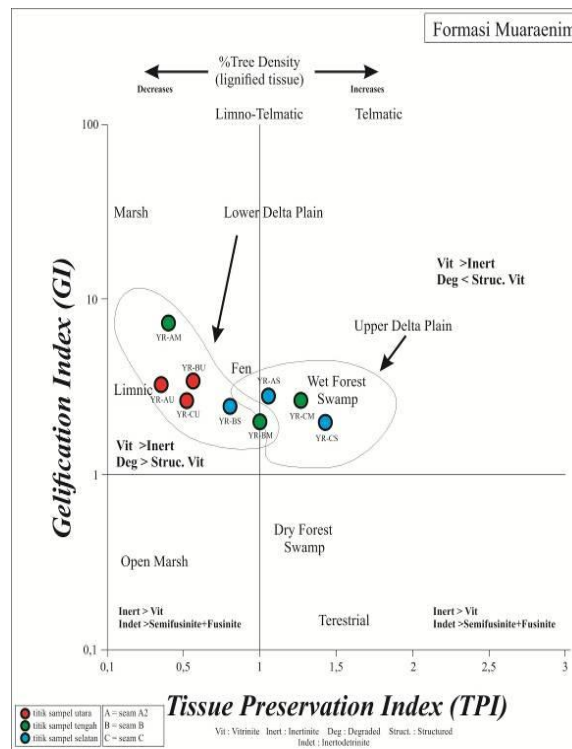 Formasi Muaraenim
%Tree Density
(lignified tissue)
Decreases
Increases
Limno-Telmatic
Telmatic
100
Marsh
Lower Delta Plain
Vit >Inert
Deg < Struc. Vit
10
Upper Delta Plain
YR-AM
YR-BU
Fen
YR-AS
Wet Forest
Swamp
Limnic
YR-AU
YR-CU
YR-BS
YR-BM
YR-CM
YR-CS
Vit >Inert
Deg > Struc. Vit
1
Dry Forest
Swamp
Open Marsh
Inert > Vit
Indet >Semifusinite+Fusinite
Terestrial
Inert > Vit
Indet >Semifusinite+Fusinite
0,1
0,1
0,5
1
1,5
2
2,5
3
Gelification Index (GI)
Tissue Preservation Index (TPI)
titik sampel utara
titik sampel tengah
titik sampel selatan
A = seam A2
B = seam B
C = seam C
Vit : Vitrinite Inert : Inertinite Deg : Degraded Struct. : Structured
Indet : Inertodetrinite